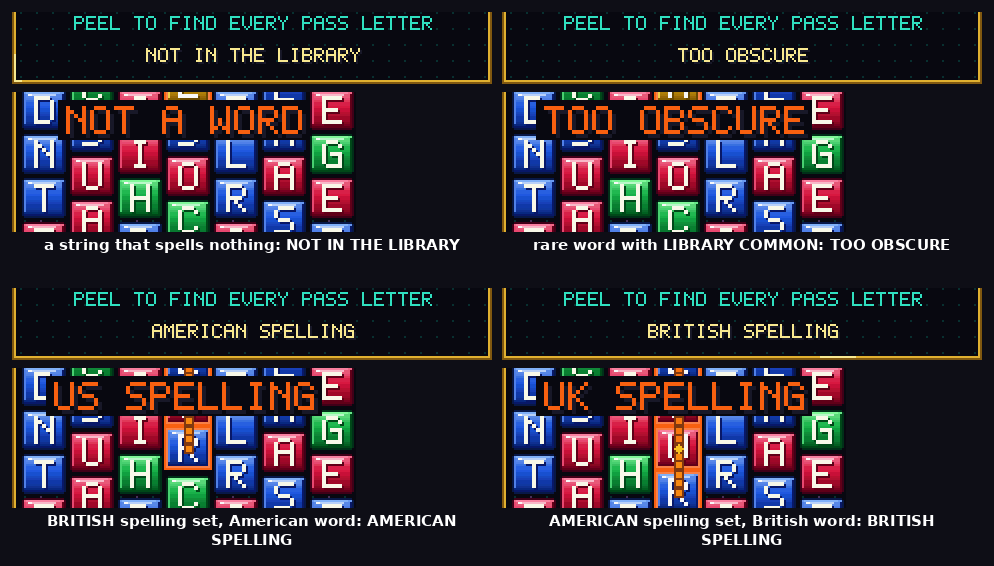 PEEL TO FIND EVERY PASS LETTER
NOT IN THE LIBRARY
NOT A WORD
D E
N I L G
T U H O R A E
A C S
a string that spells nothing: NOT IN THE LIBRARY
PEEL TO FIND EVERY PASS LETTER
TOO OBSCURE
TOO OBSCURE
E
N I L G
T U H O R A E
A C S
rare word with LIBRARY COMMON: TOO OBSCURE
PEEL TO FIND EVERY PASS LETTER
AMERICAN SPELLING
US SPELLING
E
N I L G
T U H R R A E
A C S
BRITISH spelling set, American word: AMERICAN
SPELLING
PEEL TO FIND EVERY PASS LETTER
BRITISH SPELLING
UK SPELLING
E
N I L G
T U H R A E
A R S
AMERICAN spelling set, British word: BRITISH
SPELLING